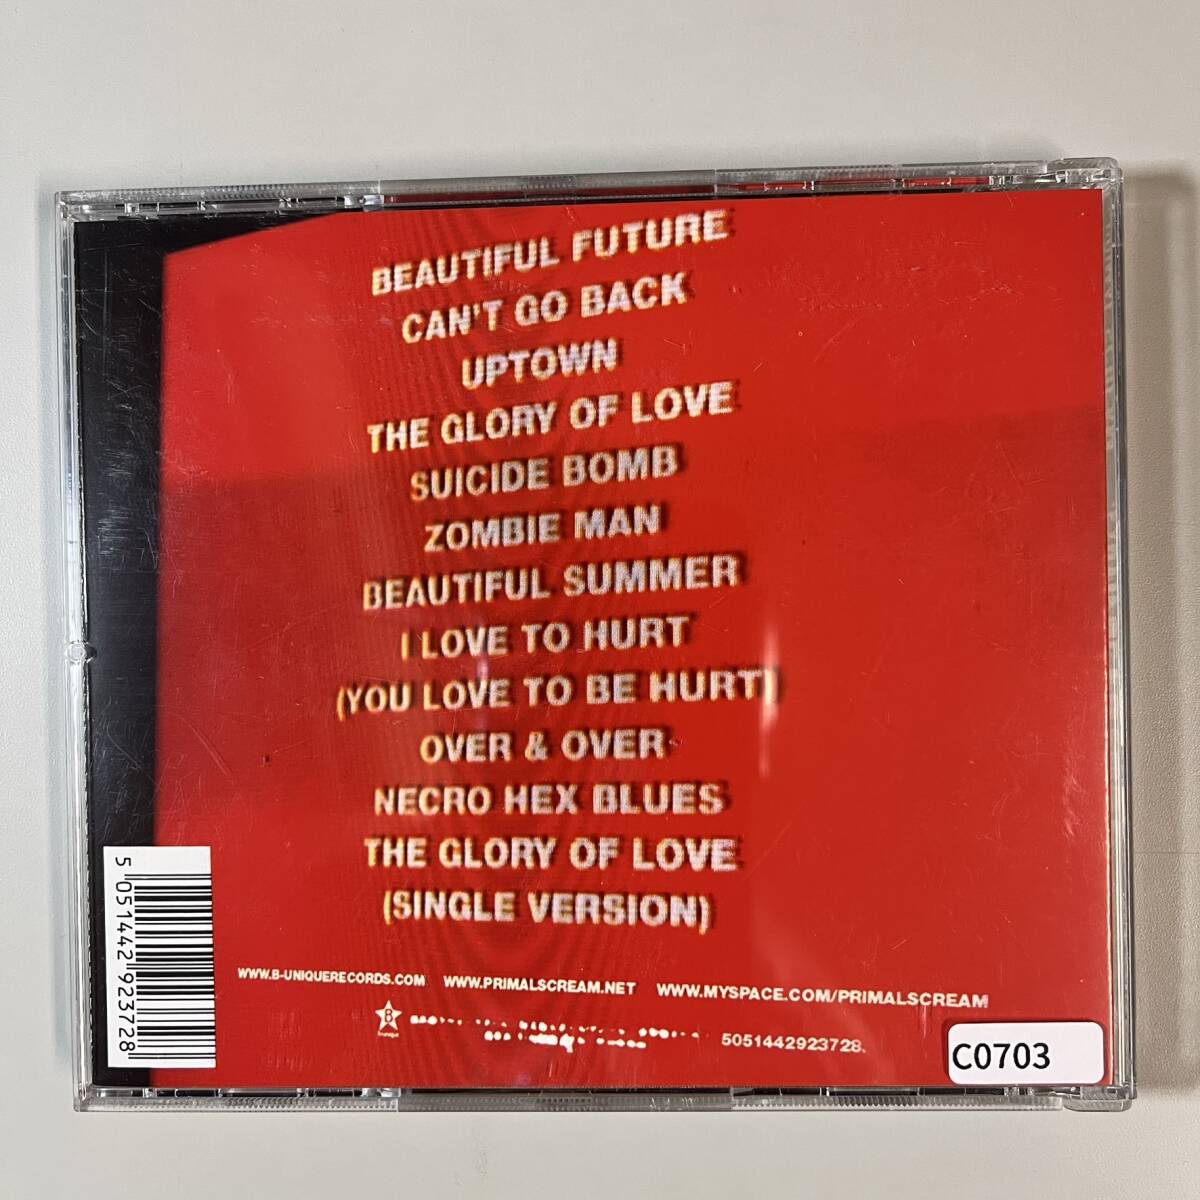 BEAUTIFUL FUTURE
CAN'T GO BACK
UPTOWN
THE GLORY OF LOVE
SUICIDE BOMB
ZOMBIE MAN
BEAUTIFUL SUMMER
I LOVE TO HURT
(YOU LOVE TO BE HURT)
OVER & OVER
NECRO HEX BLUES
THE GLORY OF LOVE
(SINGLE VERSION)
5 051442 923728
WWW.B-UNIQUERECORDS.COM WWW.PRIMALSCREAM.NET WWW.MYSPACE.COM/PRIMALSCREAM
B
5051442923728
C0703